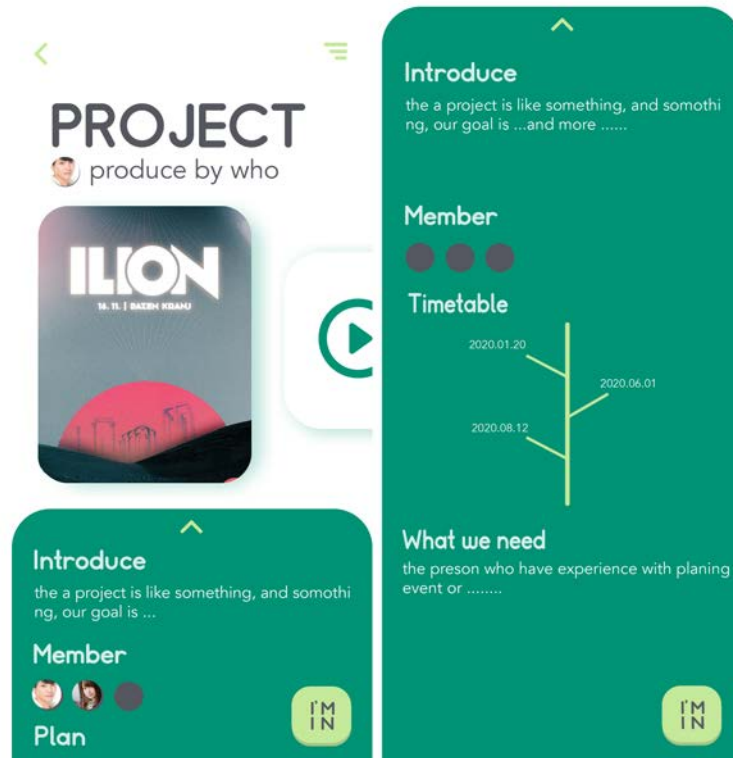 PROJECT
produce by who
ILION
16. 11. | BAZEN KRANJ
Introduce
the a project is like something, and somothi
ng, our goal is ...
Member
Plan
I'M
IN
Introduce
the a project is like something, and somothi
ng, our goal is ...and more ......
Member
Timetable
2020.01.20
2020.06.01
2020.08.12
What we need
the preson who have experience with planing
event or ........
I'M
IN